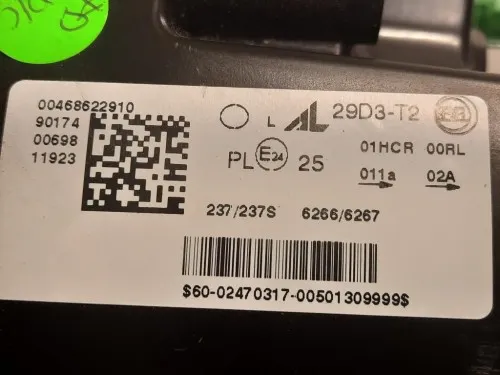 00468622910
90174
00698
11923
L AL 29D3-T2
PL E24 25
01HCR 00RL
011a 02A
237/237S 6266/6267
$60-02470317-00501309999$